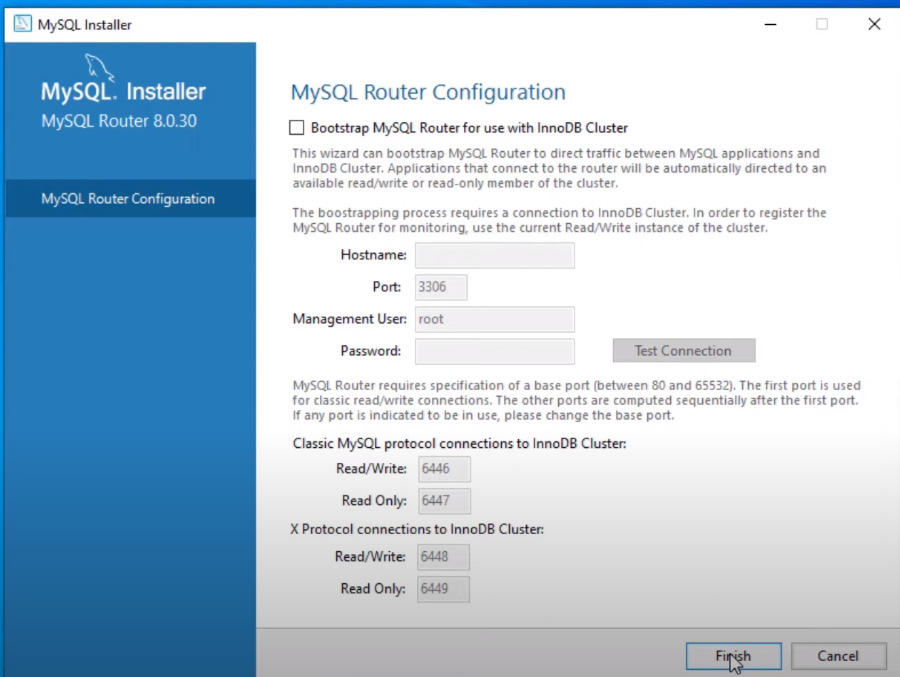 MySQL Installer
MySQL. Installer
MySQL Router 8.0.30
MySQL Router Configuration
MySQL Router Configuration
Bootstrap MySQL Router for use with InnoDB Cluster
This wizard can bootstrap MySQL Router to direct traffic between MySQL applications and
InnoDB Cluster. Applications that connect to the router will be automatically directed to an
available read/write or read-only member of the cluster.
The boostrapping process requires a connection to InnoDB Cluster. In order to register the
MySQL Router for monitoring, use the current Read/Write instance of the cluster.
Hostname:
Port: 3306
Management User: root
Password: Test Connection
MySQL Router requires specification of a base port (between 80 and 65532). The first port is used
for classic read/write connections. The other ports are computed sequentially after the first port.
If any port is indicated to be in use, please change the base port.
Classic MySQL protocol connections to InnoDB Cluster:
Read/Write: 6446
Read Only: 6447
X Protocol connections to InnoDB Cluster:
Read/Write: 6448
Read Only: 6449
Finish Cancel